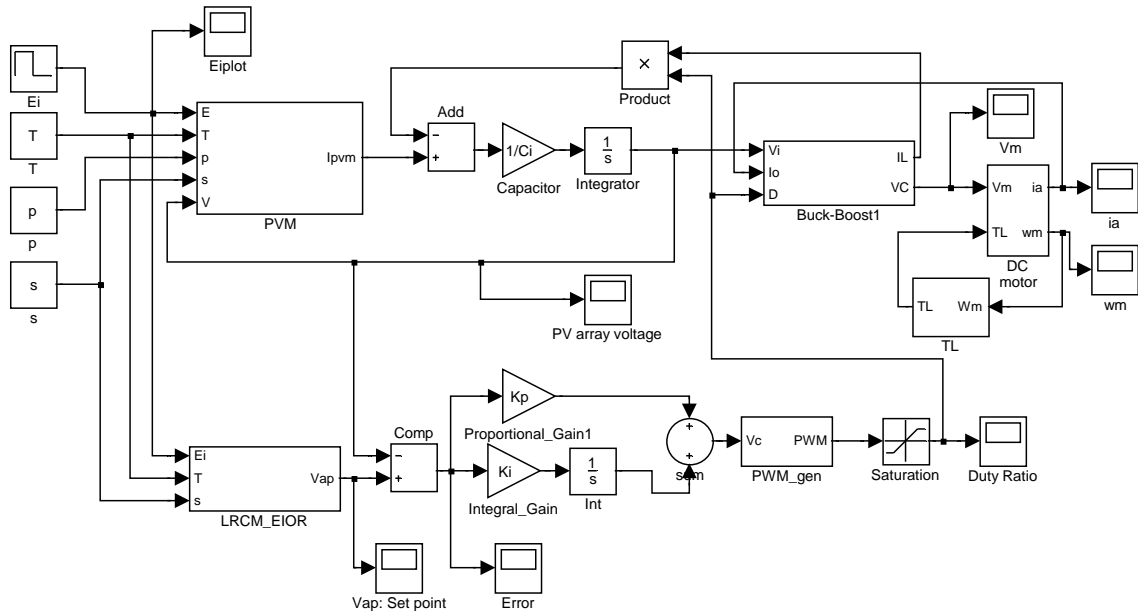 Eiplot
Ei
T
T
p
p
s
s
E
T
p
s
V
Ipvm
PVM
Add
−
+
1/Ci
Capacitor
1
s
Integrator
×
Product
Vi
Io
D
IL
VC
Buck-Boost1
Vm
Vm
TL
ia
wm
DC
motor
ia
wm
TL
Wm
TL
PV array voltage
Ei
T
s
Vap
LRCM_EIOR
Comp
−
+
Kp
Proportional_Gain1
Ki
Integral_Gain
1
s
Int
+
+
sum
Vc
PWM
PWM_gen
Saturation
Duty Ratio
Vap: Set point
Error